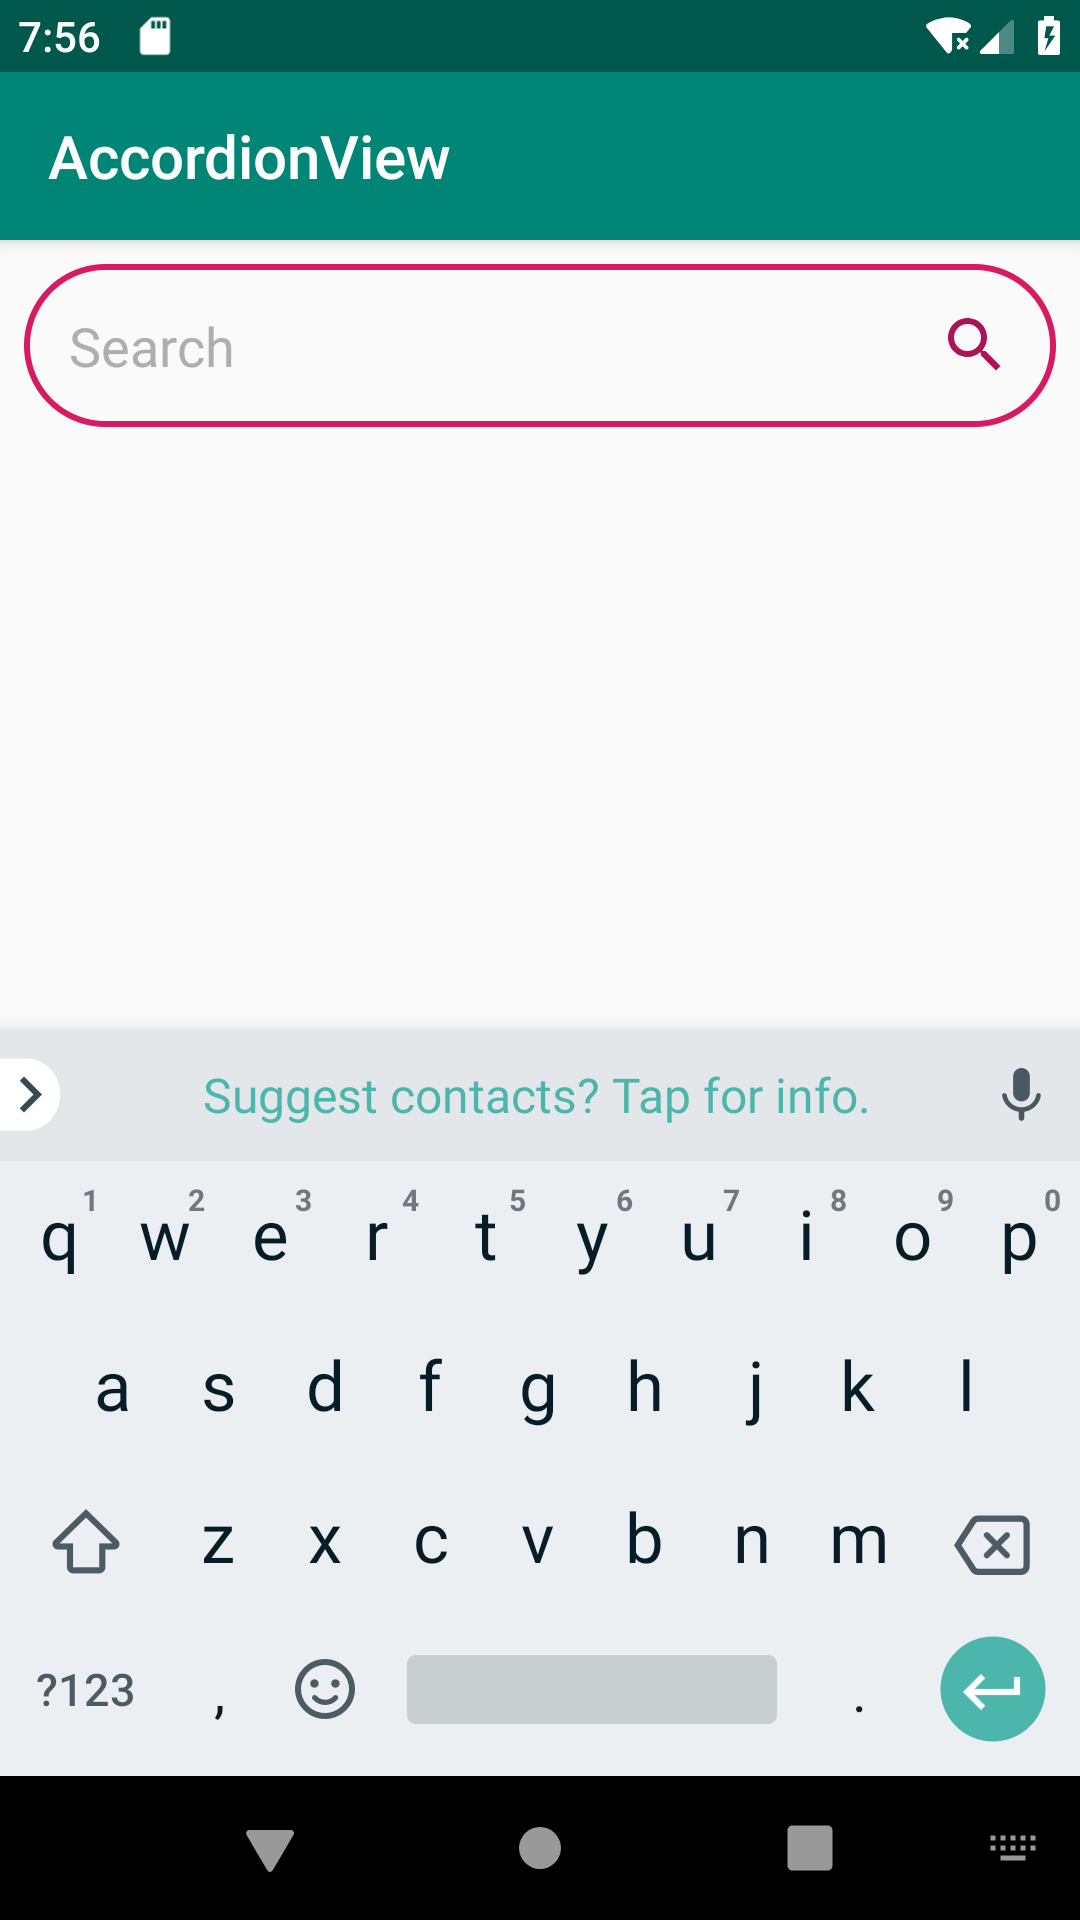 7:56
AccordionView
Search
Suggest contacts? Tap for info.
1 2 3 4 5 6 7 8 9 0
q w e r t y u i o p
a s d f g h j k l
z x c v b n m
?123 , .